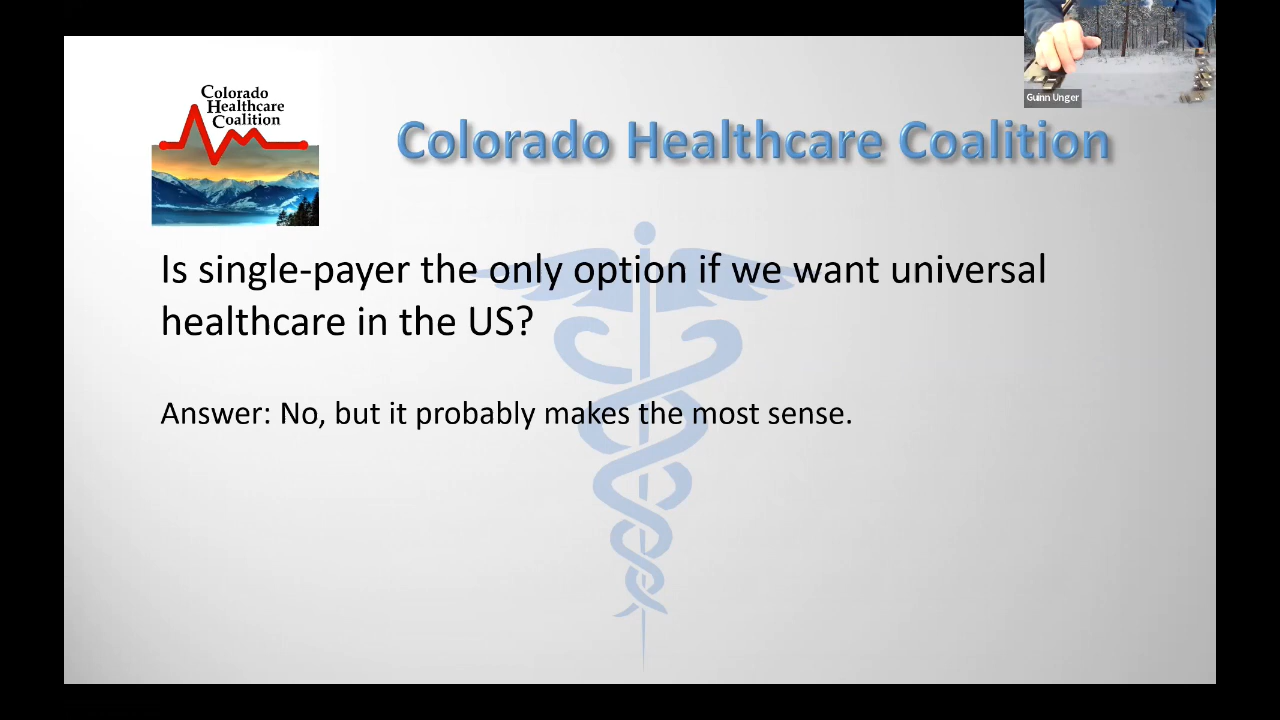 Colorado
Healthcare
Coalition
Guinn Unger
Colorado Healthcare Coalition
Is single-payer the only option if we want universal
healthcare in the US?
Answer: No, but it probably makes the most sense.